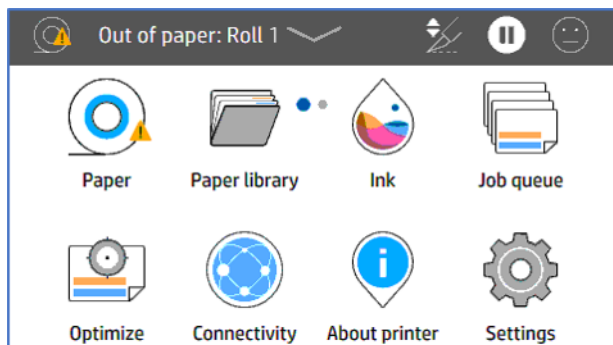 Out of paper: Roll 1
Paper Paper library Ink Job queue
Optimize Connectivity About printer Settings